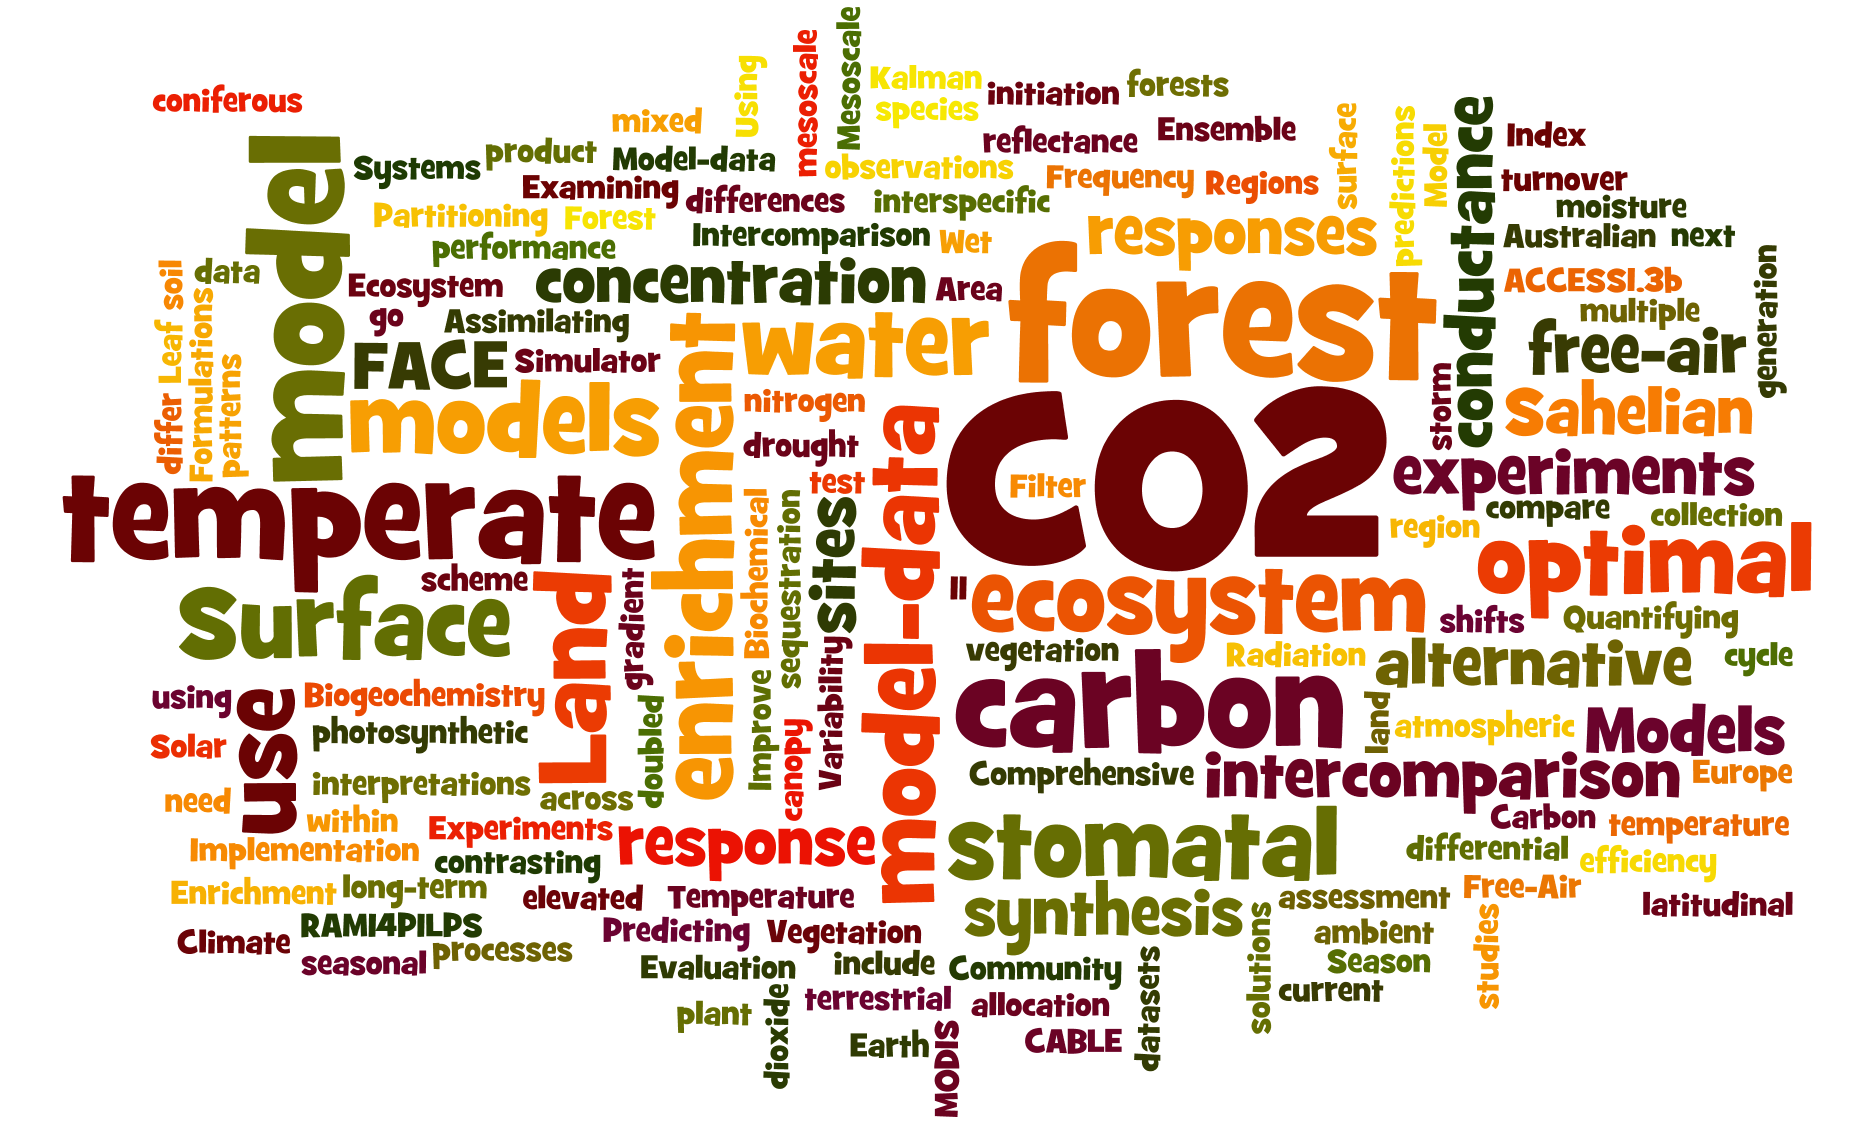 Mesoscale
mesoscale
Using
Kalman
initiation
forests
coniferous
species
mixed
reflectance
Ensemble
surface
predictions
Model
conductance
Index
model
Systems
product
Model-data
observations
Frequency
Regions
turnover
Examining
differences
interspecific
moisture
Partitioning
Forest
responses
performance
Intercomparison
Wet
Australian
next
soil
data
Ecosystem
concentration
Area
forest
ACCESS1.3b
generation
go
Assimilating
enrichment
water
multiple
Leaf
Formulations
FACE
Simulator
free-air
differ
patterns
models
nitrogen
model-data
CO2
storm
Sahelian
drought
temperate
test
Filter
experiments
Biochemical
sequestration
sites
region
compare
collection
optimal
scheme
Land
gradient
"ecosystem
Surface
shifts
Quantifying
vegetation
Radiation
alternative
cycle
using
use
Biogeochemistry
doubled
Improve
Variability
carbon
land
atmospheric
Models
photosynthetic
canopy
Solar
Comprehensive
intercomparison
Europe
interpretations
need
across
within
Experiments
response
stomatal
Carbon
temperature
Implementation
contrasting
differential
efficiency
Enrichment
long-term
elevated
Temperature
synthesis
assessment
Free-Air
latitudinal
RAMI4PILPS
Predicting
Vegetation
solutions
ambient
studies
Climate
seasonal
processes
Evaluation
include
Community
datasets
Season
current
plant
dioxide
terrestrial
allocation
Earth
MODIS
CABLE